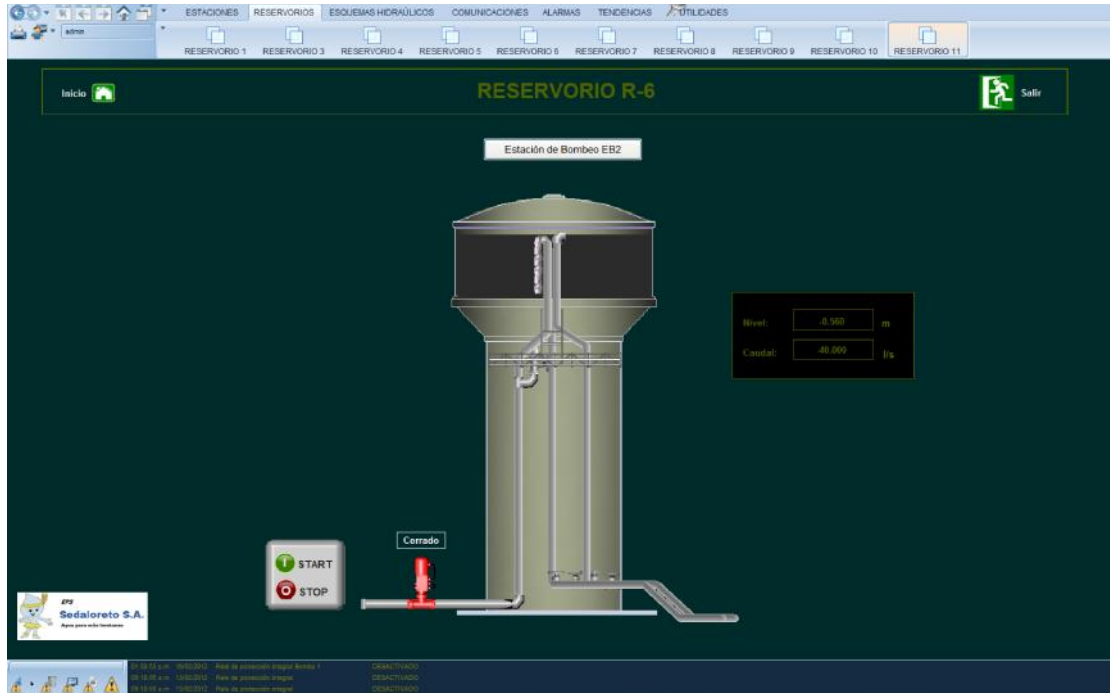 ESTACIONES RESERVORIOS ESQUEMAS HIDRAÚLICOS COMUNICACIONES ALARMAS TENDENCIAS UTILIDADES
admin
RESERVORIO 1 RESERVORIO 3 RESERVORIO 4 RESERVORIO 5 RESERVORIO 6 RESERVORIO 7 RESERVORIO 8 RESERVORIO 9 RESERVORIO 10 RESERVORIO 11
Inicio RESERVORIO R-6 Salir
Estación de Bombeo EB2
Nivel: -0.560 m
Caudal: -40.000 l/s
Cerrado
START
STOP
EPS
Sedaloreto S.A.
DESACTIVADO
DESACTIVADO
DESACTIVADO